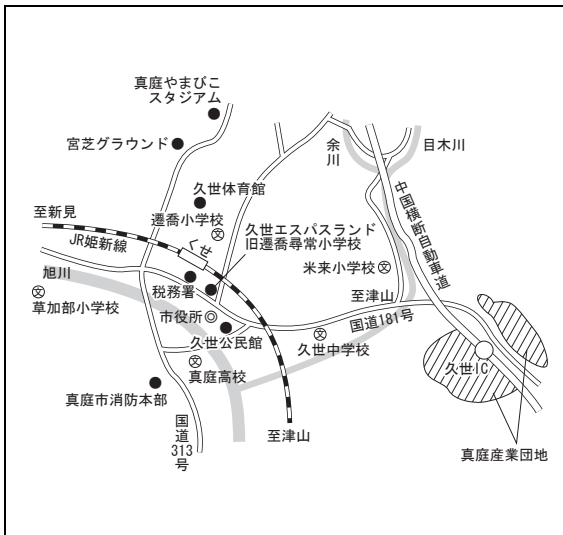 真庭やまびこ
スタジアム
宮芝グラウンド
余川
目木川
久世体育館
中国横断自動車道
至新見
遷喬小学校
久世エスパスランド
旧遷喬尋常小学校
JR姫新線
くせ
米来小学校
旭川
税務署
至津山
草加部小学校
市役所
国道181号
久世公民館
久世中学校
久世IC
真庭高校
真庭市消防本部
国道
313
号
至津山
真庭産業団地
文
文
文
文
文